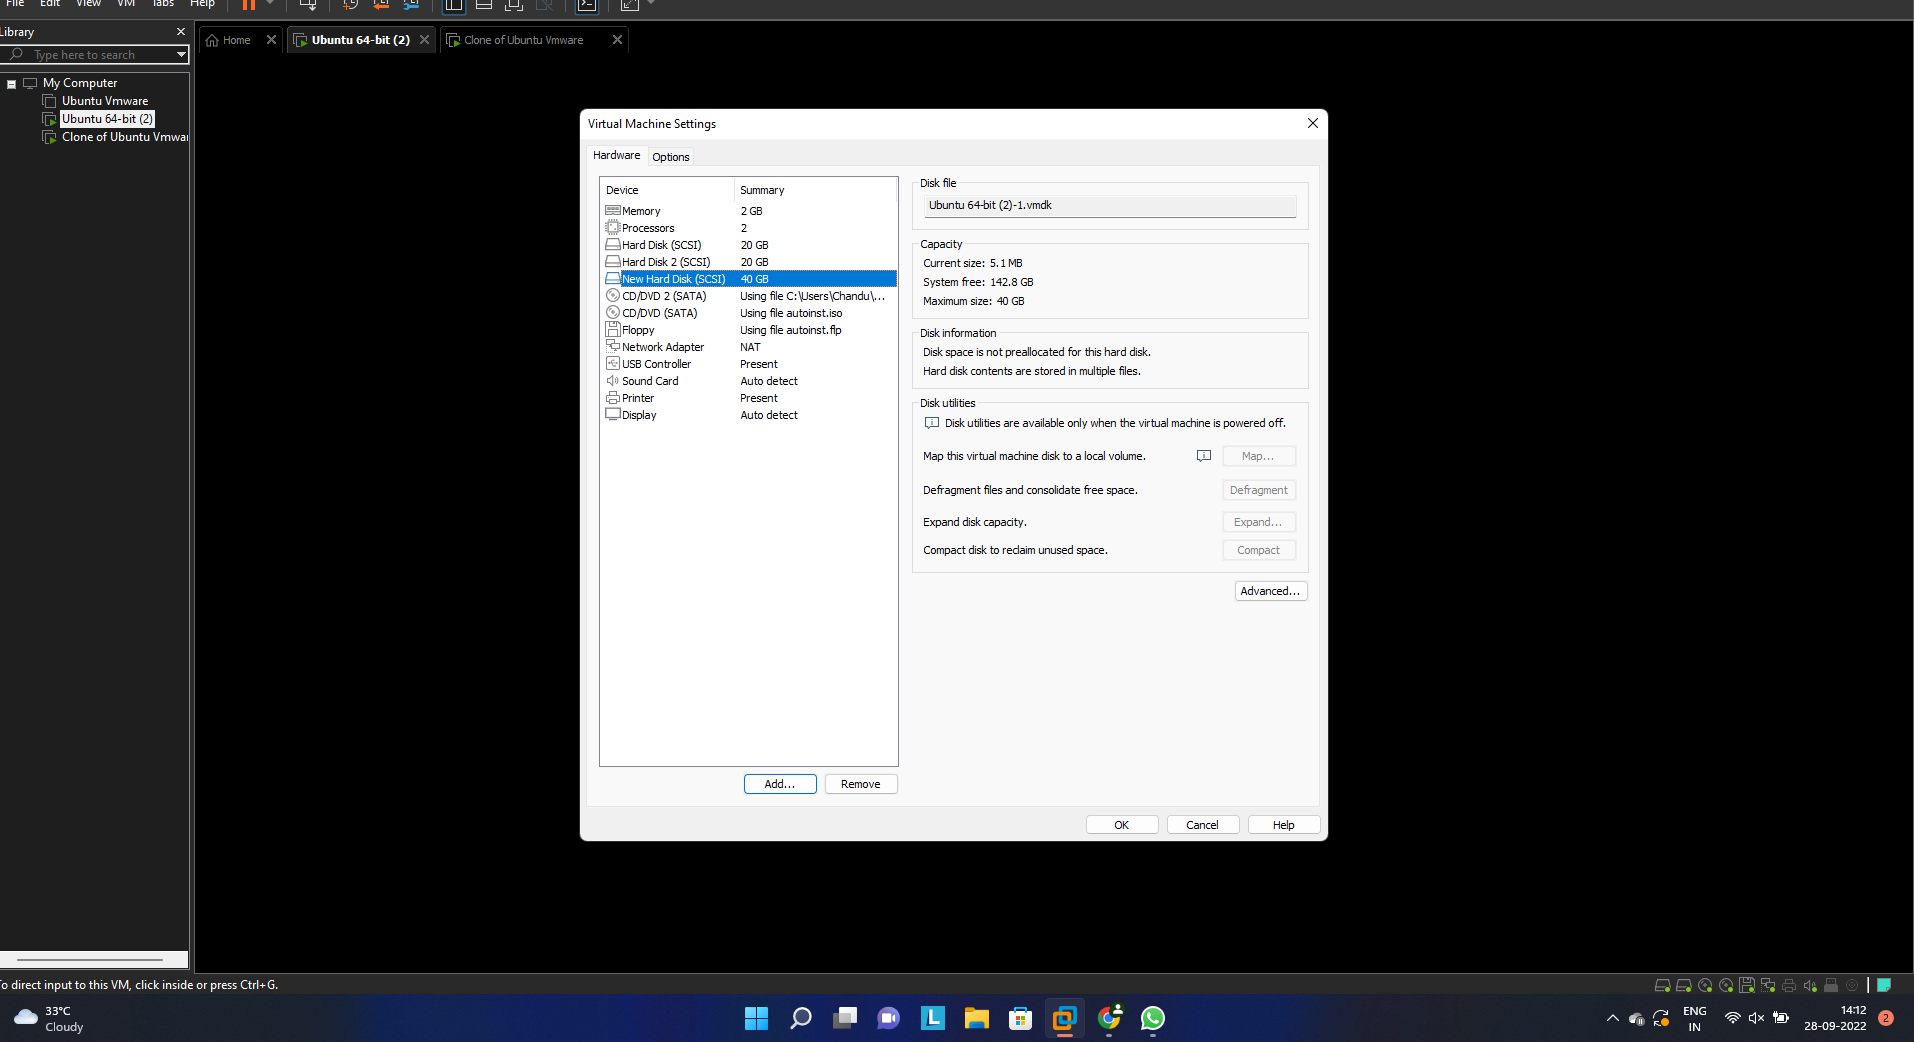 File Edit View VM Tabs Help
Library
Type here to search
My Computer
Ubuntu Vmware
Ubuntu 64-bit (2)
Clone of Ubuntu Vmwar
Home
Ubuntu 64-bit (2)
Clone of Ubuntu Vmware
Virtual Machine Settings
Hardware
Options
Device Summary
Memory 2 GB
Processors 2
Hard Disk (SCSI) 20 GB
Hard Disk 2 (SCSI) 20 GB
New Hard Disk (SCSI) 40 GB
CD/DVD 2 (SATA) Using file C:\Users\Chandu\...
CD/DVD (SATA) Using file autoinst.iso
Floppy Using file autoinst.flp
Network Adapter NAT
USB Controller Present
Sound Card Auto detect
Printer Present
Display Auto detect
Add...
Remove
Disk file
Ubuntu 64-bit (2)-1.vmdk
Capacity
Current size: 5.1 MB
System free: 142.8 GB
Maximum size: 40 GB
Disk information
Disk space is not preallocated for this hard disk.
Hard disk contents are stored in multiple files.
Disk utilities
Disk utilities are available only when the virtual machine is powered off.
Map this virtual machine disk to a local volume. Map...
Defragment files and consolidate free space. Defragment
Expand disk capacity. Expand...
Compact disk to reclaim unused space. Compact
Advanced...
OK Cancel Help
To direct input to this VM, click inside or press Ctrl+G.
33°C
Cloudy
L
ENG
IN
14:12
28-09-2022
2